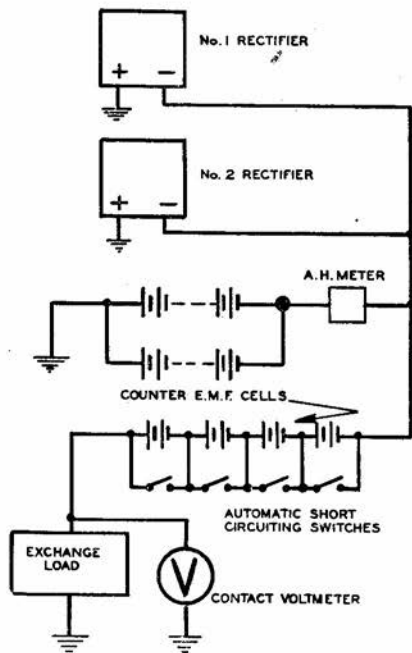 No. 1 RECTIFIER
+ −
No. 2 RECTIFIER
+ −
A.H. METER
COUNTER E.M.F. CELLS
AUTOMATIC SHORT
CIRCUITING SWITCHES
EXCHANGE
LOAD
V
CONTACT VOLTMETER